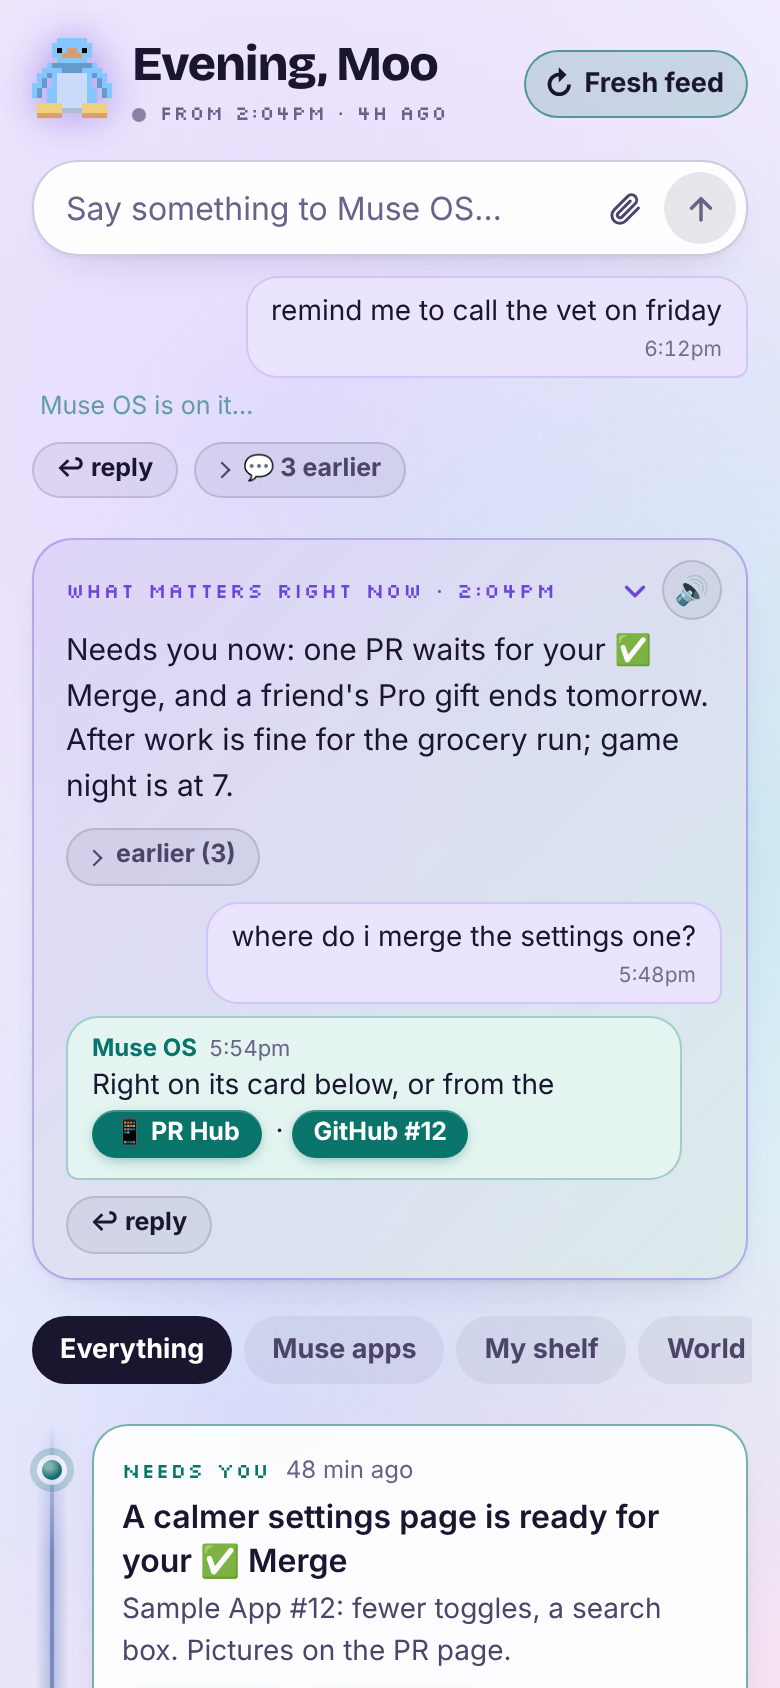 Evening, Moo
FROM 2:04PM · 4H AGO
Fresh feed
Say something to Muse OS...
remind me to call the vet on friday
6:12pm
Muse OS is on it...
↩ reply
💬 3 earlier
WHAT MATTERS RIGHT NOW · 2:04PM
Needs you now: one PR waits for your ✅
Merge, and a friend's Pro gift ends tomorrow.
After work is fine for the grocery run; game
night is at 7.
earlier (3)
where do i merge the settings one?
5:48pm
Muse OS 5:54pm
Right on its card below, or from the
📱 PR Hub · GitHub #12
↩ reply
Everything
Muse apps
My shelf
World
NEEDS YOU 48 min ago
A calmer settings page is ready for
your ✅ Merge
Sample App #12: fewer toggles, a search
box. Pictures on the PR page.